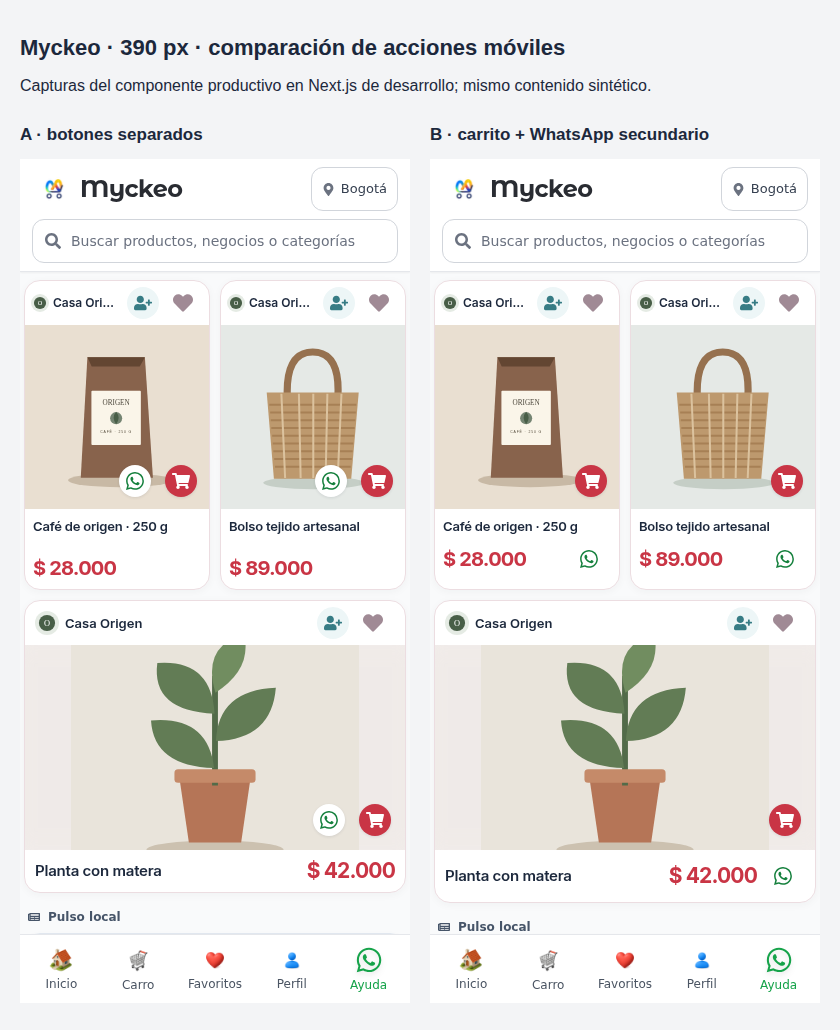 Myckeo · 390 px · comparación de acciones móviles
Capturas del componente productivo en Next.js de desarrollo; mismo contenido sintético.
A · botones separados
Myckeo
Bogotá
Buscar productos, negocios o categorías
O Casa Ori...
O Casa Ori...
ORIGEN
CAFÉ · 250 G
Café de origen · 250 g
$ 28.000
Bolso tejido artesanal
$ 89.000
O Casa Origen
Planta con matera
$ 42.000
Pulso local
Inicio
Carro
Favoritos
Perfil
Ayuda
B · carrito + WhatsApp secundario
Myckeo
Bogotá
Buscar productos, negocios o categorías
O Casa Ori...
O Casa Ori...
ORIGEN
CAFÉ · 250 G
Café de origen · 250 g
$ 28.000
Bolso tejido artesanal
$ 89.000
O Casa Origen
Planta con matera
$ 42.000
Pulso local
Inicio
Carro
Favoritos
Perfil
Ayuda